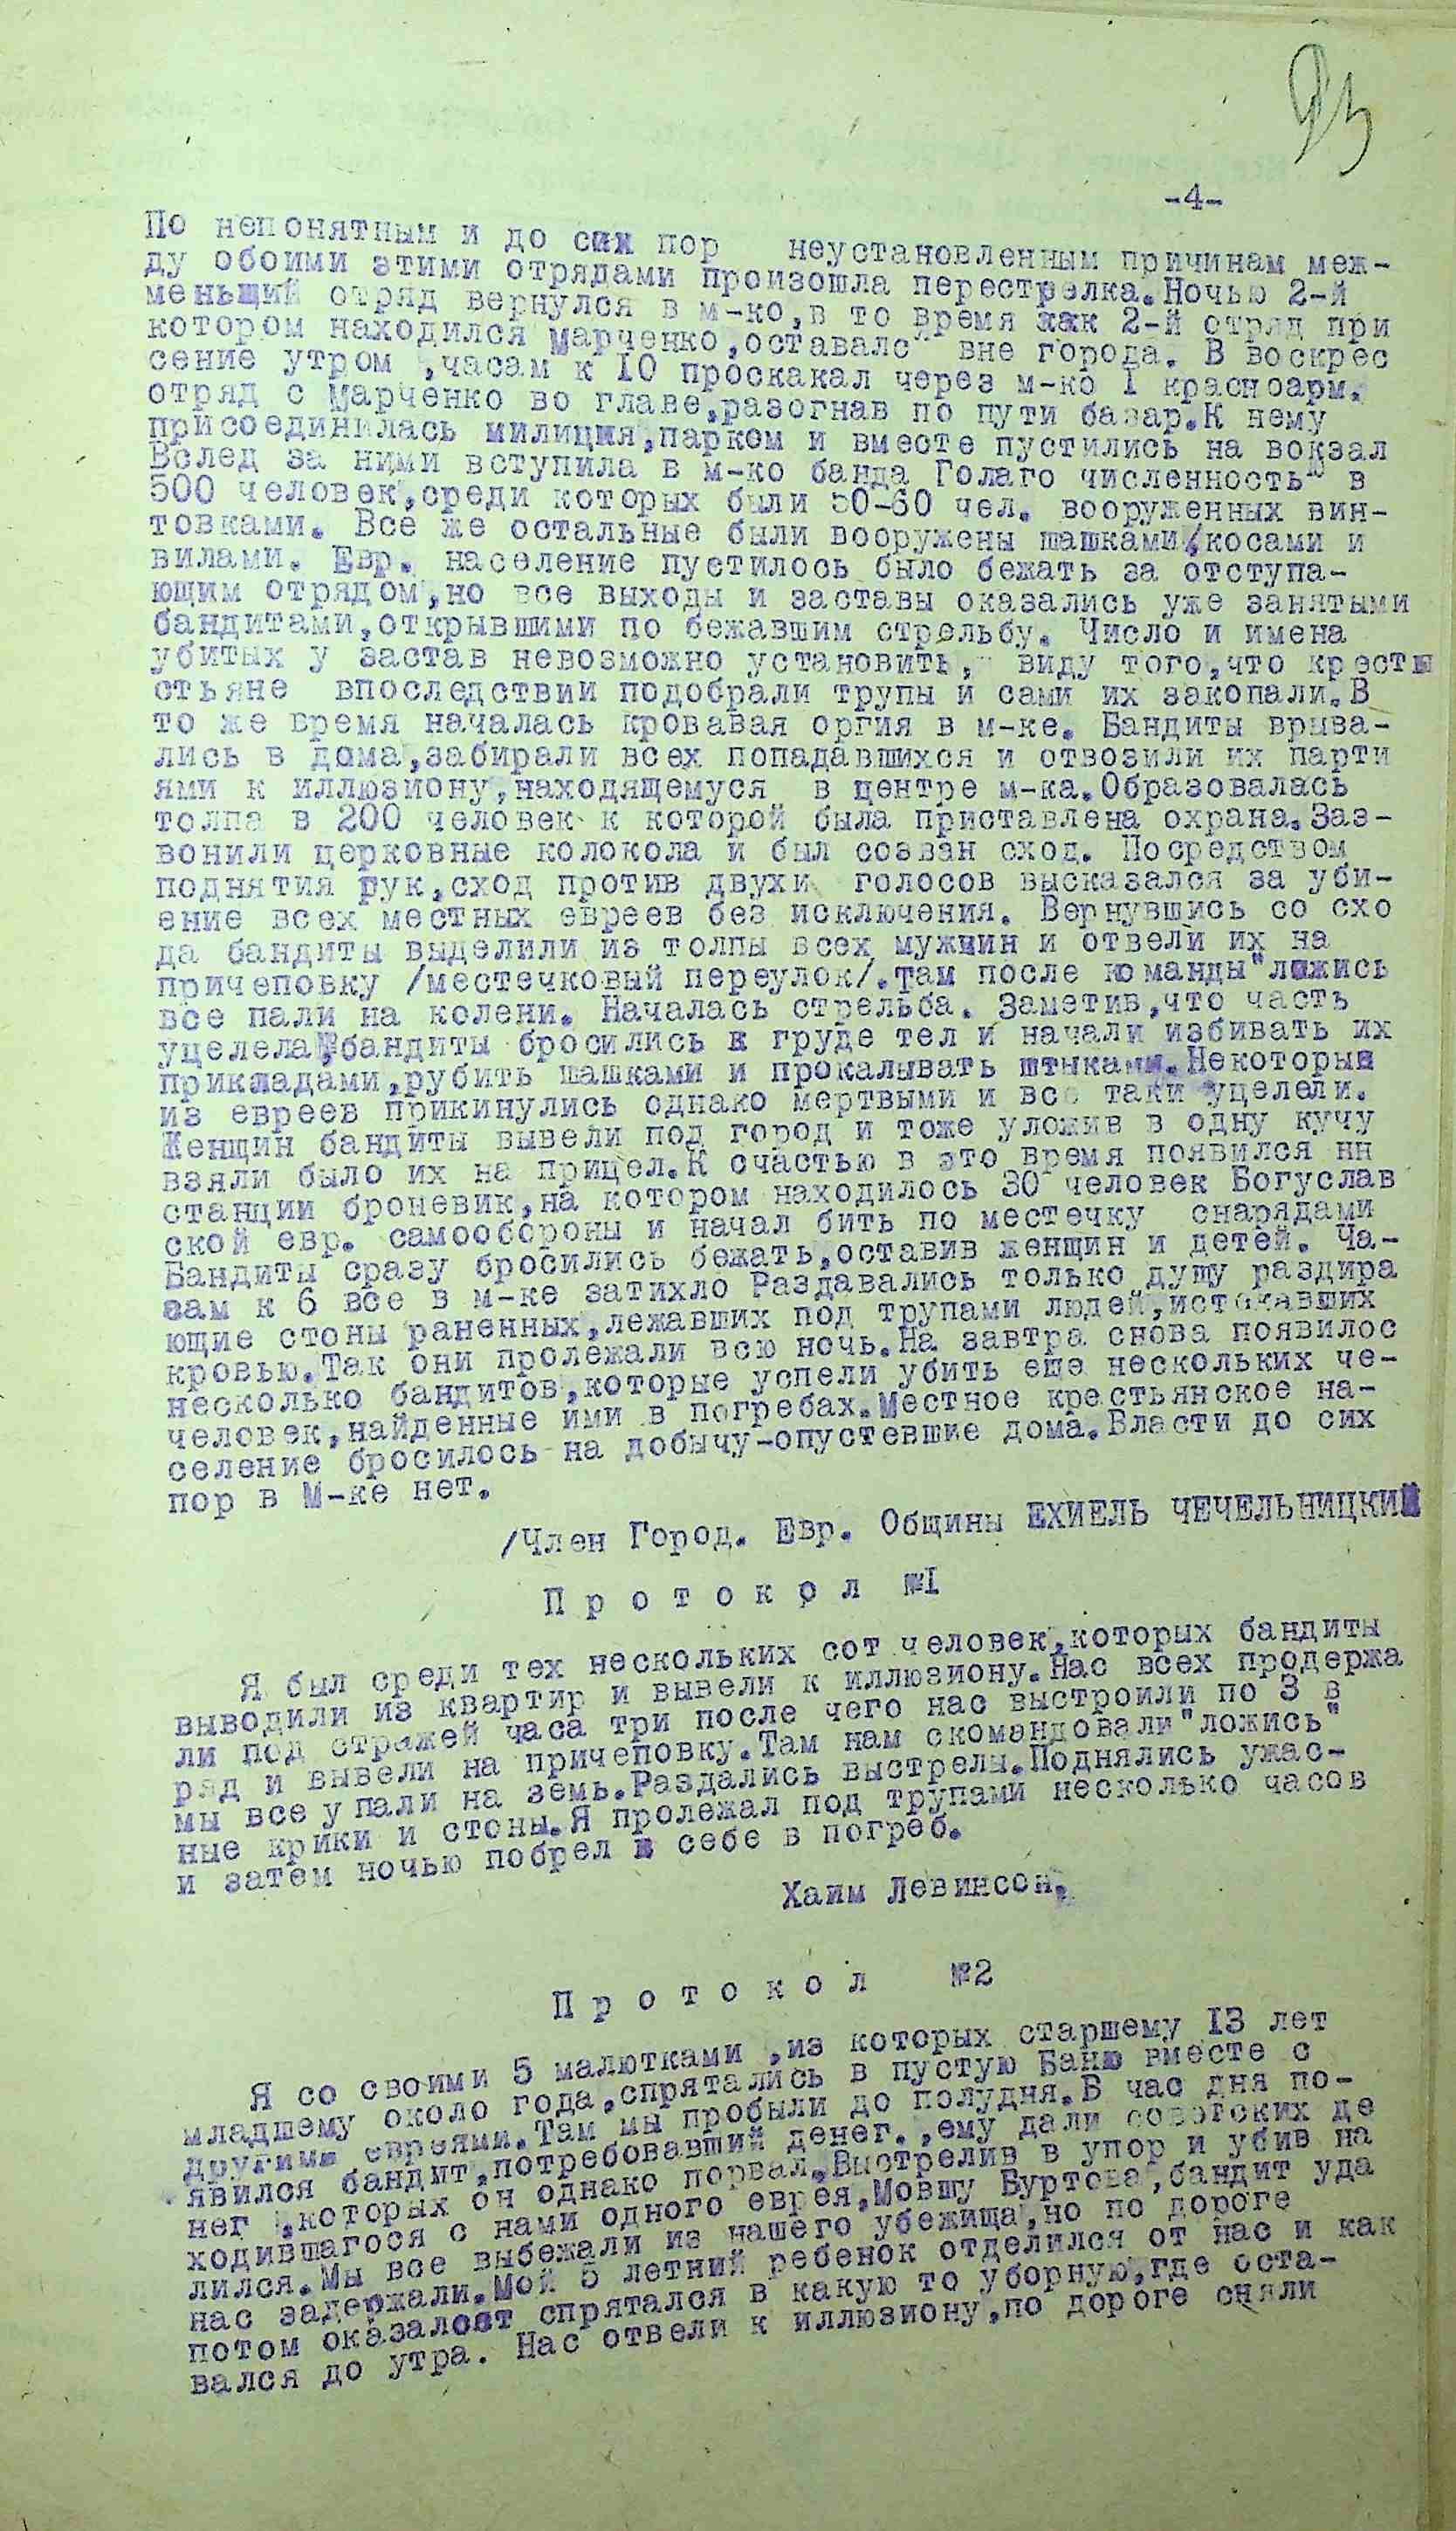 93
-4-
По непонятным и до сих пор неустановленным причинам меж-
ду обоими этими отрядами произошла перестрелка.Ночью 2-й
меньщий отряд вернулся в м-ко,в то время как 2-й отряд при
котором находился Марченко,оставалс вне города. В воскрес
сение утром ,часам к 10 проскакал через м-ко 1 красноарм.
отряд с Марченко во главе,разогнав по пути базар.К нему
присоединилась милиция,парком и вместе пустились на вокзал
Вслед за ними вступила в м-ко банда Голаго численностью в
500 человек,среди которых были 50-60 чел. вооруженных вин-
товками. Все же остальные были вооружены шашками,косами и
вилами. Евр. население пустилось было бежать за отступа-
ющим отрядом,но все выходы и заставы оказались уже занятыми
бандитами,открывшими по бежавшим стрельбу. Число и имена
убитых у застав невозможно установить, виду того,что кресты
стьяне впоследствии подобрали трупы и сами их закопали.В
то же время началась кровавая оргия в м-ке. Бандиты врыва-
лись в дома,забирали всех попадавшихся и отвозили их парти
ями к иллюзиону,находящемуся в центре м-ка.Образовалась
толпа в 200 человек к которой была приставлена охрана.Заз-
вонили церковные колокола и был созван сход. Посредством
поднятия рук,сход против двухи голосов высказался за уби-
ение всех местных евреев без исключения. Вернувшись со схо
да бандиты выделили из толпы всех мужчин и отвели их на
причеповку /местечковый переулок/.Там после команды"ложись
все пали на колени. Началась стрельба. Заметив,что часть
уцелела,бандиты бросились к груде тел и начали избивать их
прикладами,рубить шашками и прокалывать штыками.Некоторые
из евреев прикинулись однако мертвыми и все таки уцелели.
Женщин бандиты вывели под город и тоже уложив в одну кучу
взяли было их на прицел.К счастью в это время появился нн
станции броневик,на котором находилось 30 человек Богуслав
ской евр. самообороны и начал бить по местечку снарядами
Бандиты сразу бросились бежать,оставив женщин и детей. Ча-
сам к 6 все в м-ке затихло Раздавались только душу раздира
ющие стоны раненных,лежавших под трупами людей,истекавших
кровью.Так они пролежали всю ночь.На завтра снова появилос
несколько бандитов,которые успели убить еще нескольких че-
человек,найденные ими в погребах.Местное крестьянское на-
селение бросилось на добычу-опустевшие дома.Власти до сих
пор в М-ке нет.
/Член Город. Евр. Общины ЕХИЕЛЬ ЧЕЧЕЛЬНИЦКИЙ
П р о т о к о л №1
Я был среди тех нескольких сот человек,которых бандиты
выводили из квартир и вывели к иллюзиону.Нас всех продержа
ли под стражей часа три после чего нас выстроили по 3 в
ряд и вывели на причеповку.Там нам скомандовали"ложись"
мы все упали на земь.Раздались выстрелы.Поднялись ужас-
ные крики и стоны.Я пролежал под трупами несколько часов
и затем ночью побрел к себе в погреб.
Хаим Левинсон.
П р о т о к о л №2
Я со своими 5 малютками ,из которых старшему 13 лет
младшему около года,спрятались в пустую Баню вместе с
другими евреями.Там мы пробыли до полудня.В час дня по-
явился бандит,потребовавший денег.,ему дали советских де
нег ,которых он однако порвал.Выстрелив в упор и убив на
ходившагося с нами одного еврея,Мовшу Буртова,бандит уда
лился.Мы все выбежали из нашего убежища,но по дороге
нас задержали.Мой 5 летний ребенок отделился от нас и как
потом оказалост спрятался в какую то уборную,где оста-
вался до утра. Нас отвели к иллюзиону,по дороге сняли